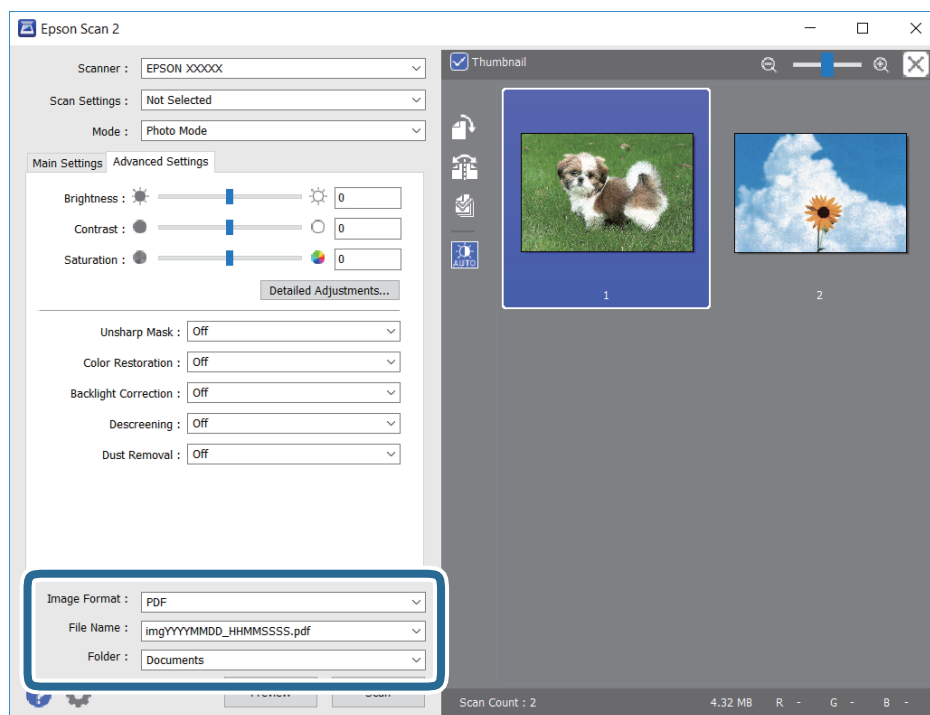 Epson Scan 2
Scanner : EPSON XXXXX
Scan Settings : Not Selected
Mode : Photo Mode
Main Settings Advanced Settings
Brightness : 0
Contrast : 0
Saturation : 0
Detailed Adjustments...
Unsharp Mask : Off
Color Restoration : Off
Backlight Correction : Off
Descreening : Off
Dust Removal : Off
Image Format : PDF
File Name : imgYYYYMMDD_HHMMSSSS.pdf
Folder : Documents
Preview Scan
Thumbnail
AUTO
1 2
Scan Count : 2 4.32 MB R - G - B -